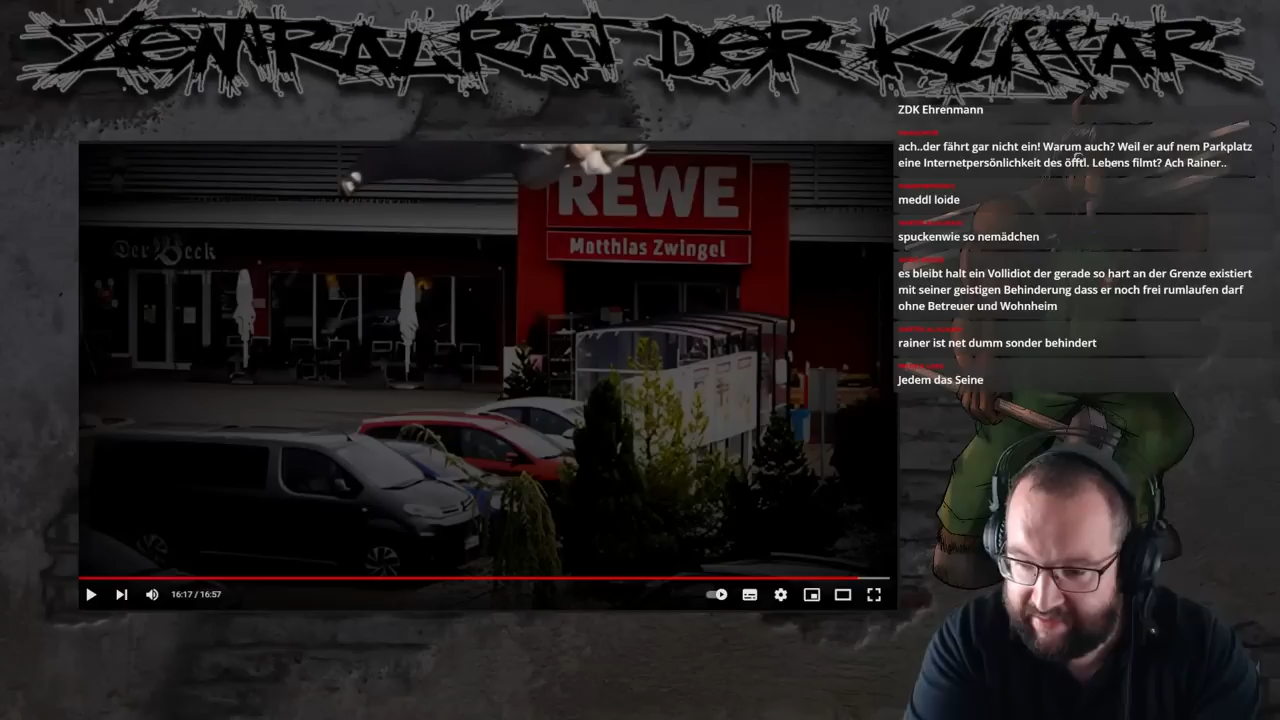 ZENTRALRAT DER KUFFAR
ZDK Ehrenmann
ach..der fährt gar nicht ein! Warum auch? Weil er auf nem Parkplatz
eine Internetpersönlichkeit des öfftl. Lebens filmt? Ach Rainer..
meddl loide
spuckenwie so nemädchen
es bleibt halt ein Vollidiot der gerade so hart an der Grenze existiert
mit seiner geistigen Behinderung dass er noch frei rumlaufen darf
ohne Betreuer und Wohnheim
rainer ist net dumm sonder behindert
Jedem das Seine
REWE
Matthias Zwingel
Der Beck
16:17 / 16:57